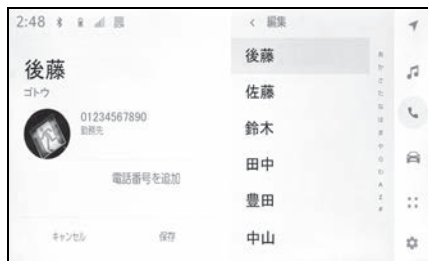 2:48
後藤
ゴトウ
01234567890
勤務先
電話番号を追加
キャンセル
保存
編集
後藤
佐藤
鈴木
田中
豊田
中山